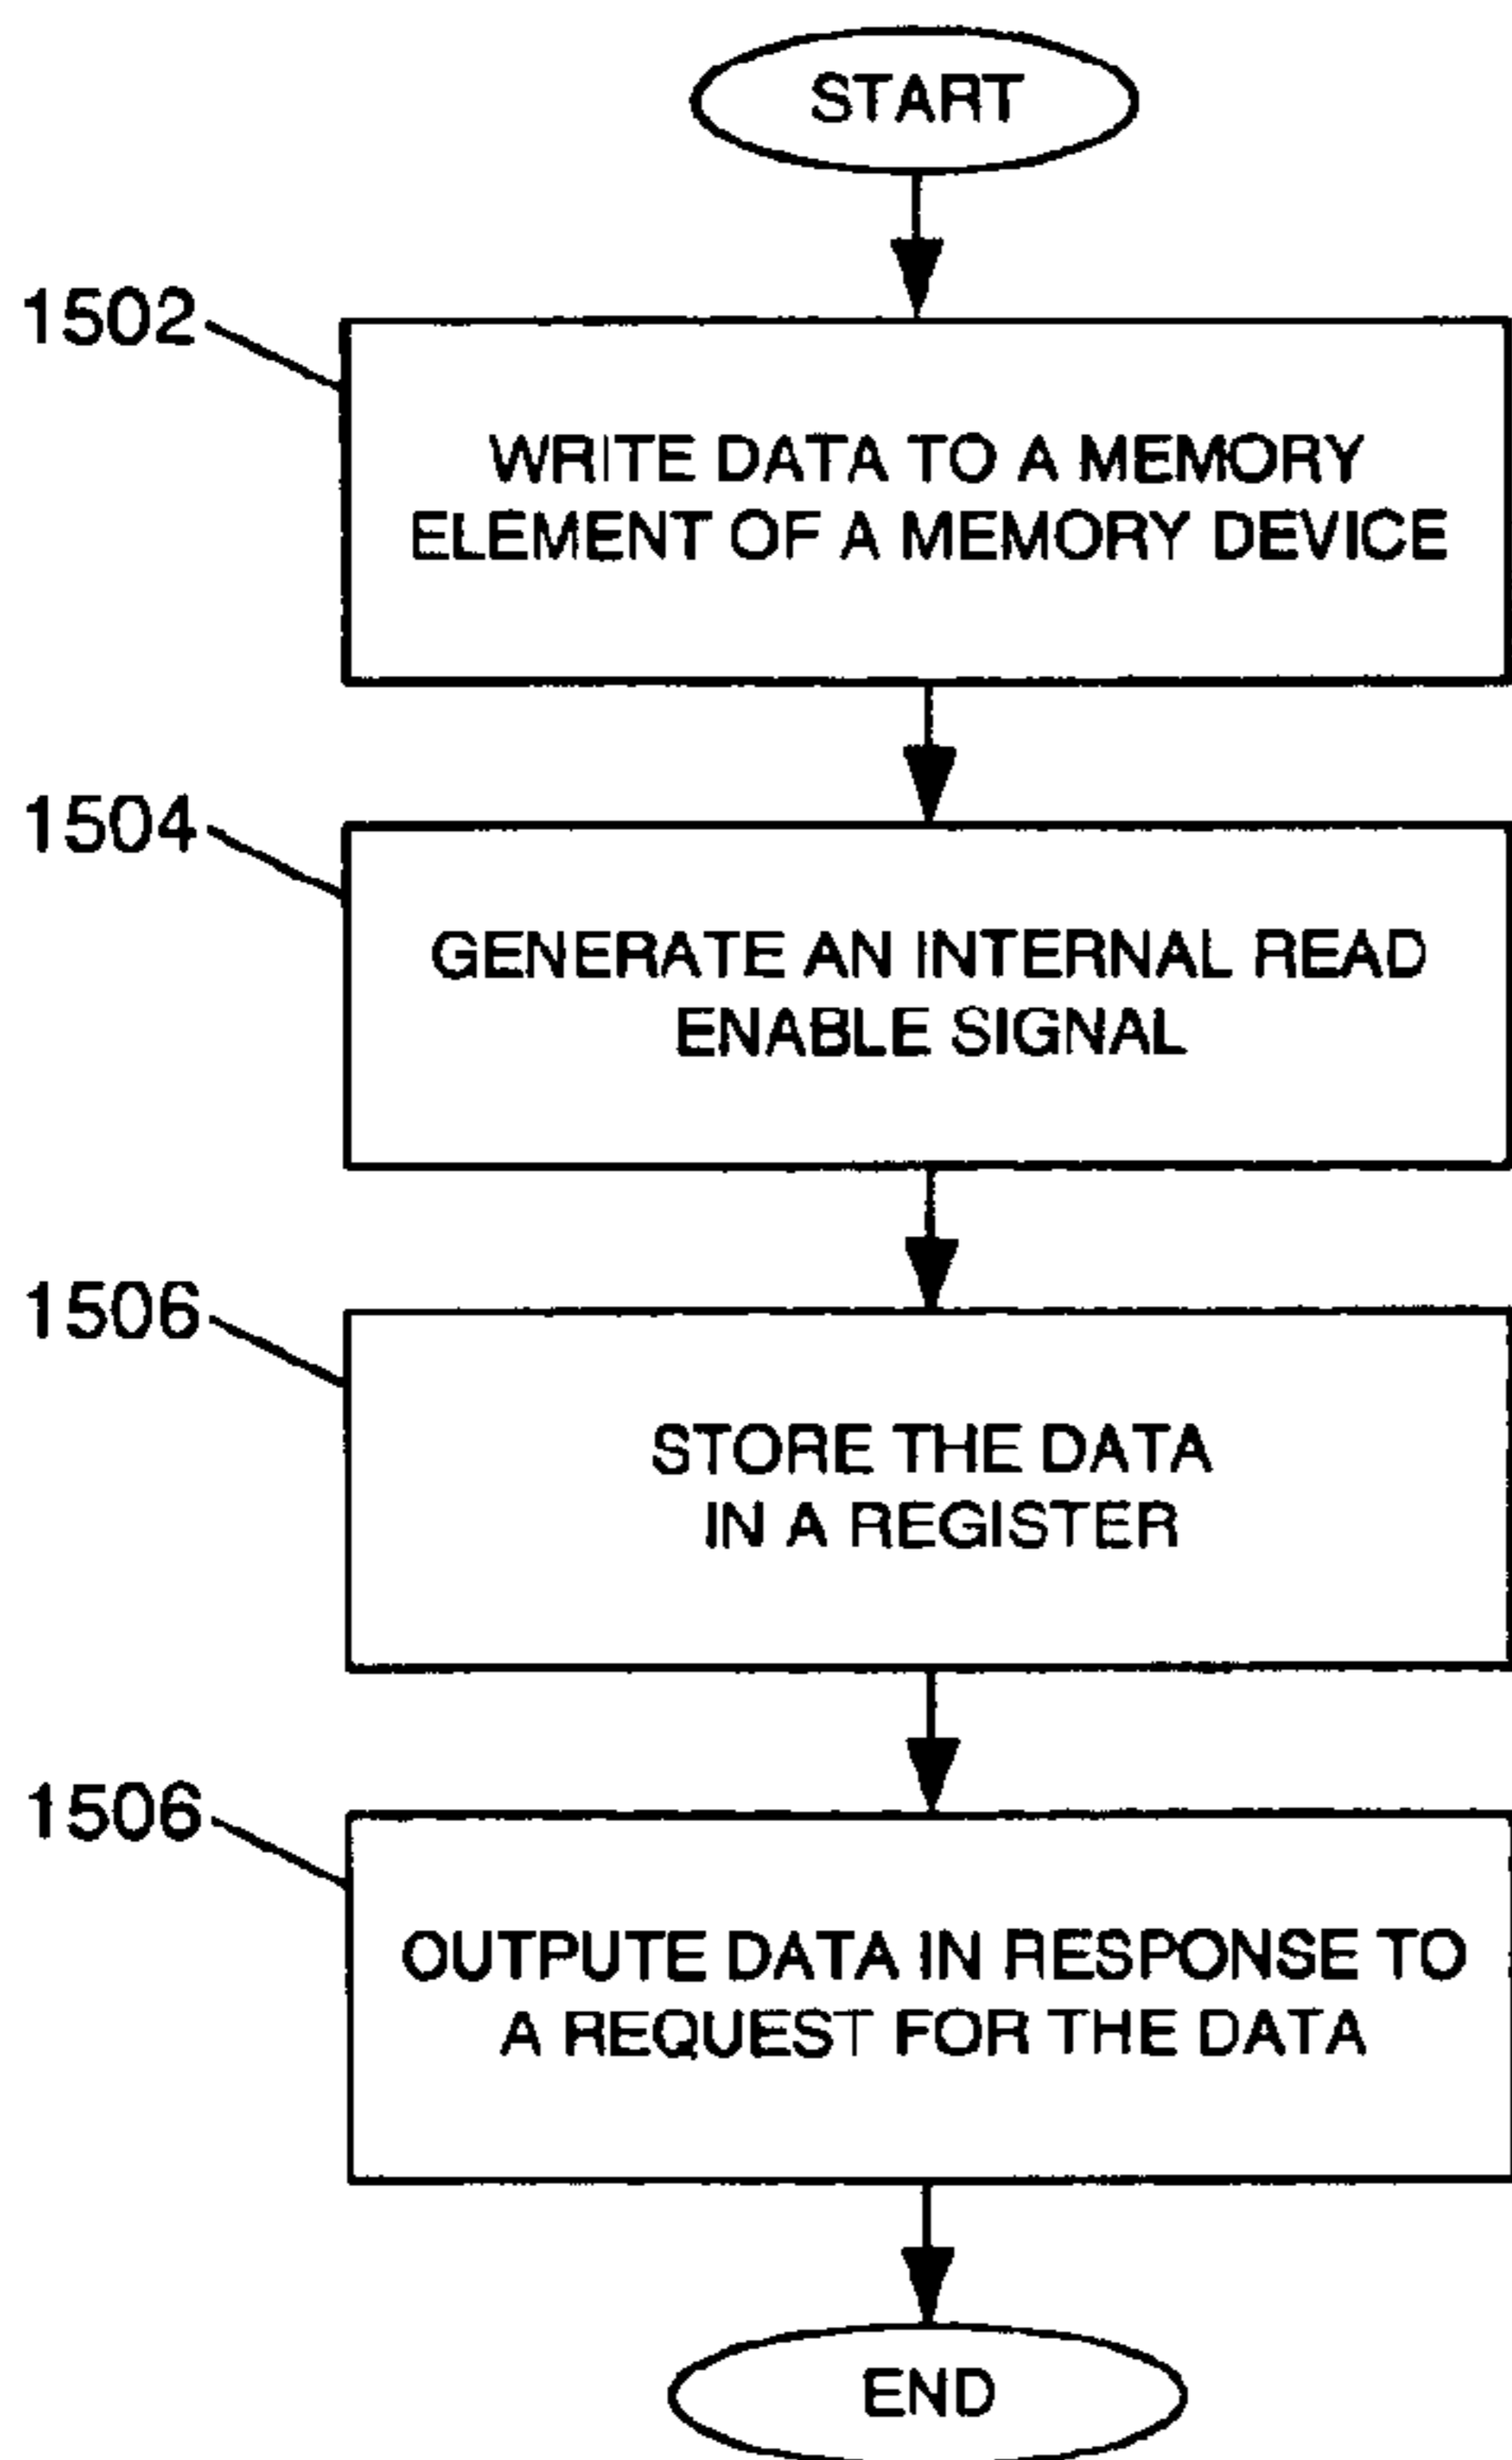 START
1502
WRITE DATA TO A MEMORY
ELEMENT OF A MEMORY DEVICE
1504
GENERATE AN INTERNAL READ
ENABLE SIGNAL
1506
STORE THE DATA
IN A REGISTER
1506
OUTPUTE DATA IN RESPONSE TO
A REQUEST FOR THE DATA
END